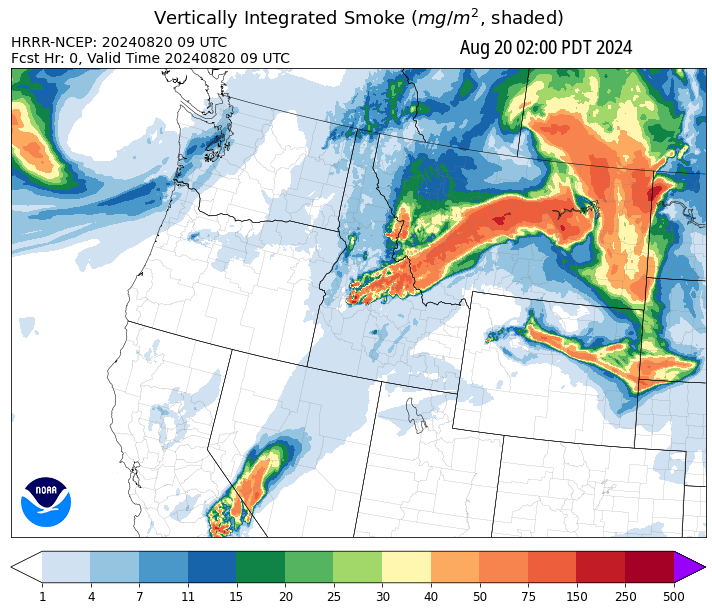 Vertically Integrated Smoke (mg/m², shaded)
HRRR-NCEP: 20240820 09 UTC
Aug 20 02:00 PDT 2024
Fcst Hr: 0, Valid Time 20240820 09 UTC
NOAA
1 4 7 11 15 20 25 30 40 50 75 150 250 500